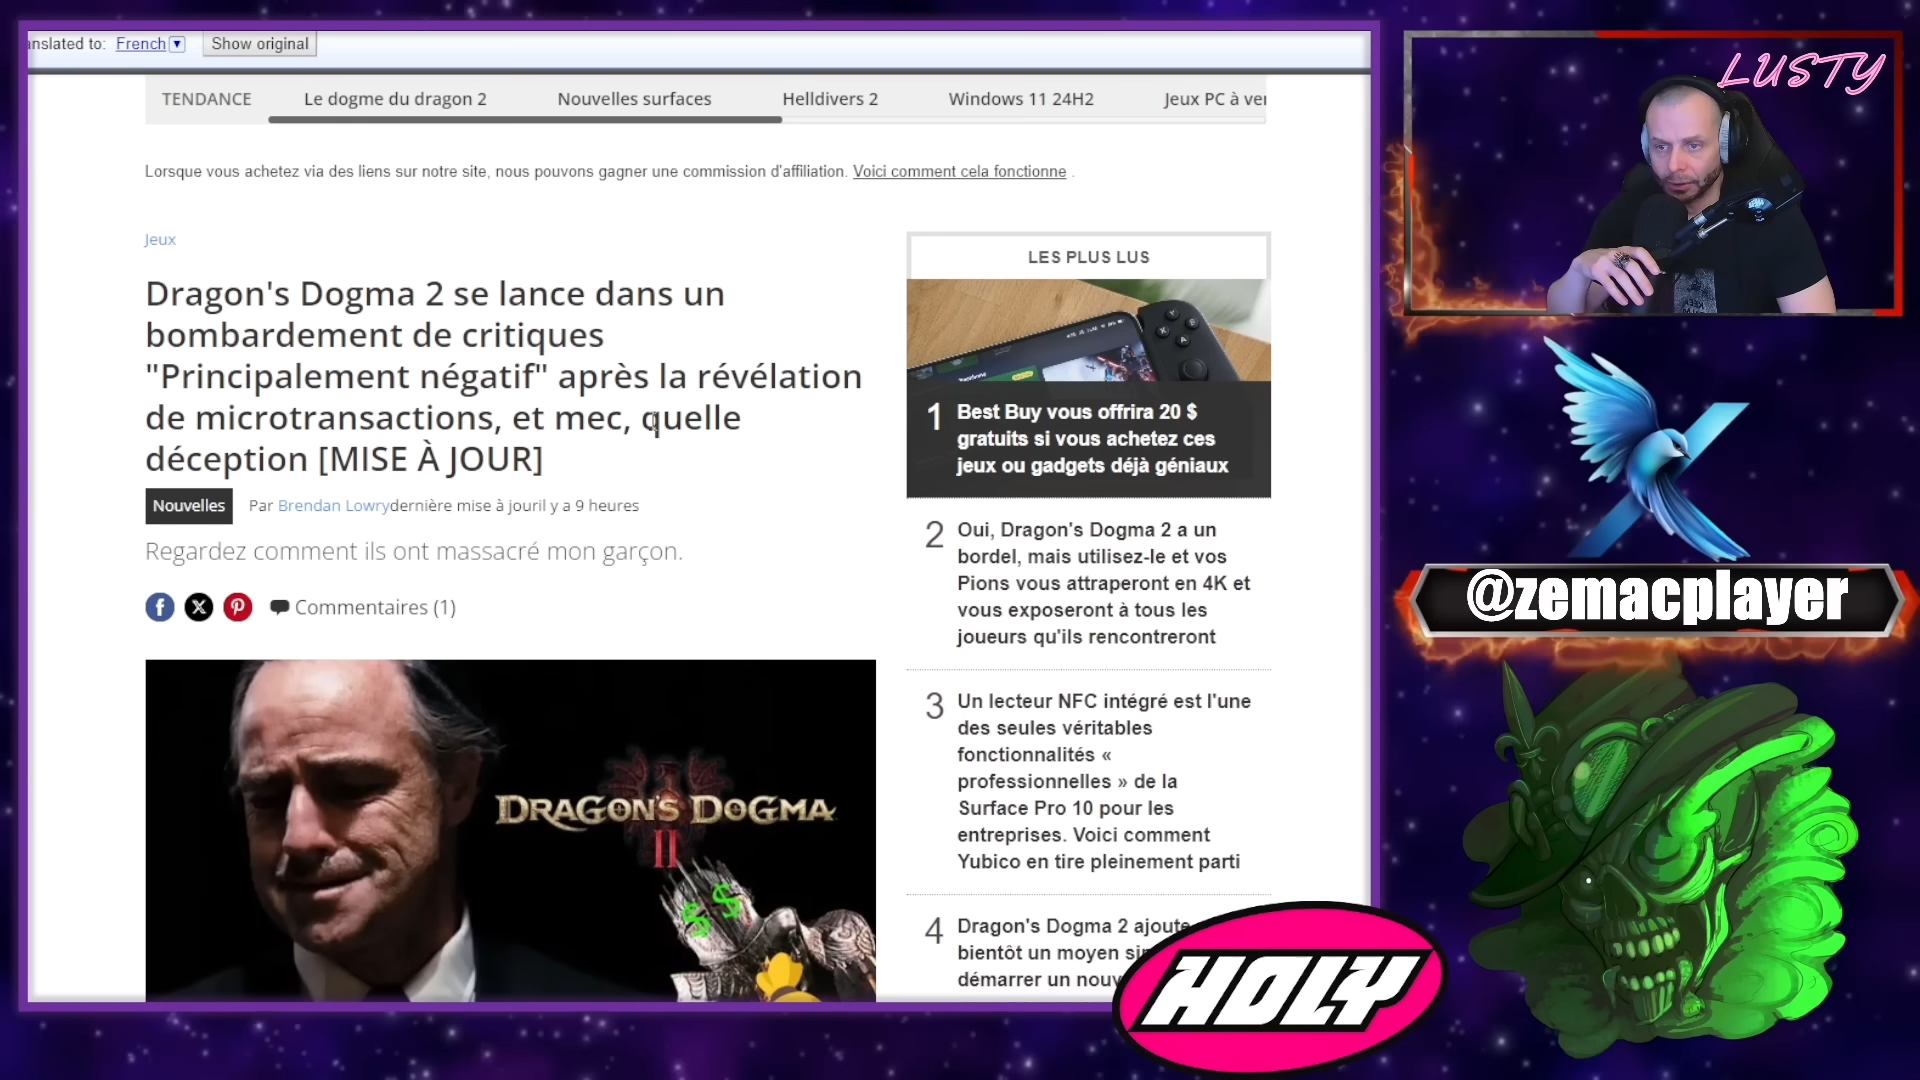 anslated to: French ▼ Show original
TENDANCE Le dogme du dragon 2 Nouvelles surfaces Helldivers 2 Windows 11 24H2 Jeux PC à ver
Lorsque vous achetez via des liens sur notre site, nous pouvons gagner une commission d'affiliation. Voici comment cela fonctionne .
Jeux
Dragon's Dogma 2 se lance dans un
bombardement de critiques
"Principalement négatif" après la révélation
de microtransactions, et mec, quelle
déception [MISE À JOUR]
Nouvelles Par Brendan Lowrydernière mise à jouril y a 9 heures
Regardez comment ils ont massacré mon garçon.
Commentaires (1)
DRAGON'S DOGMA
II
$ $
LES PLUS LUS
1 Best Buy vous offrira 20 $
gratuits si vous achetez ces
jeux ou gadgets déjà géniaux
2 Oui, Dragon's Dogma 2 a un
bordel, mais utilisez-le et vos
Pions vous attraperont en 4K et
vous exposeront à tous les
joueurs qu'ils rencontreront
3 Un lecteur NFC intégré est l'une
des seules véritables
fonctionnalités «
professionnelles » de la
Surface Pro 10 pour les
entreprises. Voici comment
Yubico en tire pleinement parti
4 Dragon's Dogma 2 ajoute
bientôt un moyen sim
démarrer un nouv
HOLY
LUSTY
X
@zemacplayer